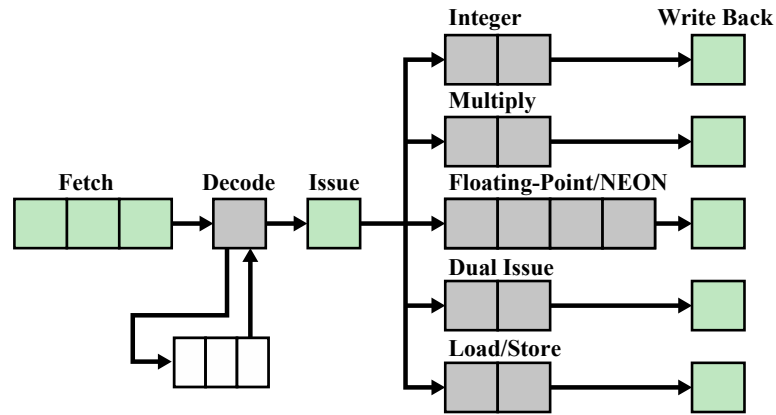 Integer
Write Back
Multiply
Fetch
Decode
Issue
Floating-Point/NEON
Dual Issue
Load/Store